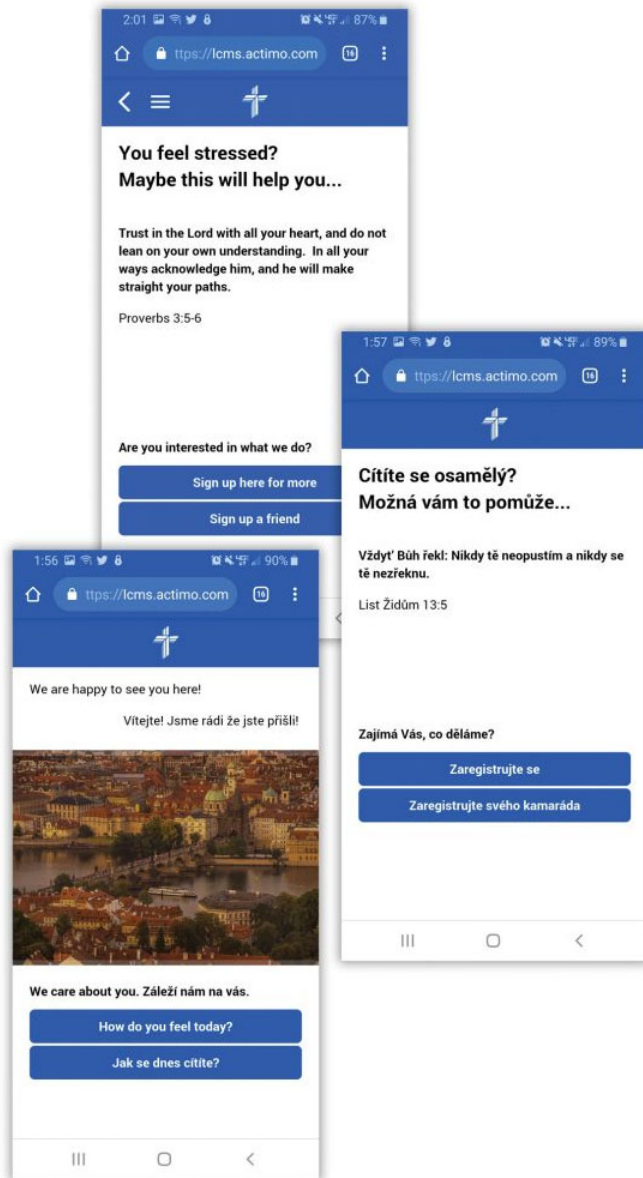 2:01
87%
ttps://lcms.actimo.com
16
You feel stressed?
Maybe this will help you...
Trust in the Lord with all your heart, and do not
lean on your own understanding.  In all your
ways acknowledge him, and he will make
straight your paths.
Proverbs 3:5-6
Are you interested in what we do?
Sign up here for more
Sign up a friend
1:57
89%
ttps://lcms.actimo.com
16
Cítíte se osamělý?
Možná vám to pomůže...
Vždyť Bůh řekl: Nikdy tě neopustím a nikdy se
tě nezřeknu.
List Židům 13:5
Zajímá Vás, co děláme?
Zaregistrujte se
Zaregistrujte svého kamaráda
1:56
90%
ttps://lcms.actimo.com
16
We are happy to see you here!
Vítejte! Jsme rádi že jste přišli!
We care about you. Záleží nám na vás.
How do you feel today?
Jak se dnes cítíte?